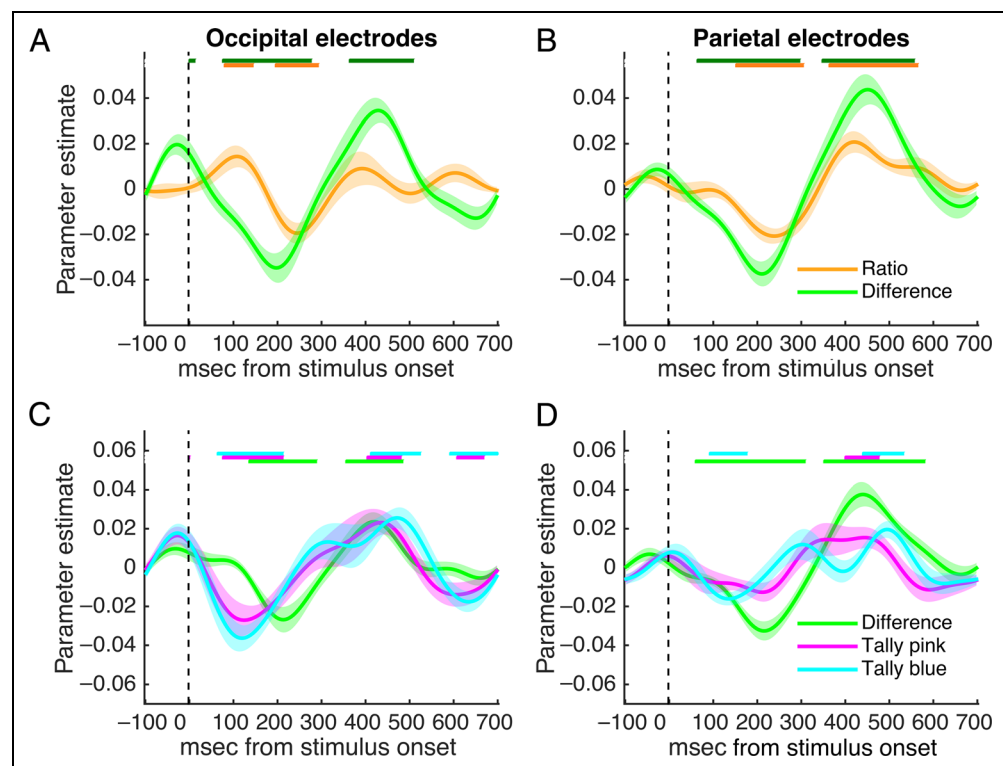 A
Occipital electrodes
Parameter estimate
0.04
0.02
0
−0.02
−0.04
−100 0 100 200 300 400 500 600 700
msec from stimulus onset
B
Parietal electrodes
0.04
0.02
0
−0.02
−0.04
Ratio
Difference
−100 0 100 200 300 400 500 600 700
msec from stimulus onset
C
Parameter estimate
0.06
0.04
0.02
0
−0.02
−0.04
−0.06
−100 0 100 200 300 400 500 600 700
msec from stimulus onset
D
Parameter estimate
0.06
0.04
0.02
0
−0.02
−0.04
−0.06
Difference
Tally pink
Tally blue
−100 0 100 200 300 400 500 600 700
msec from stimulus onset